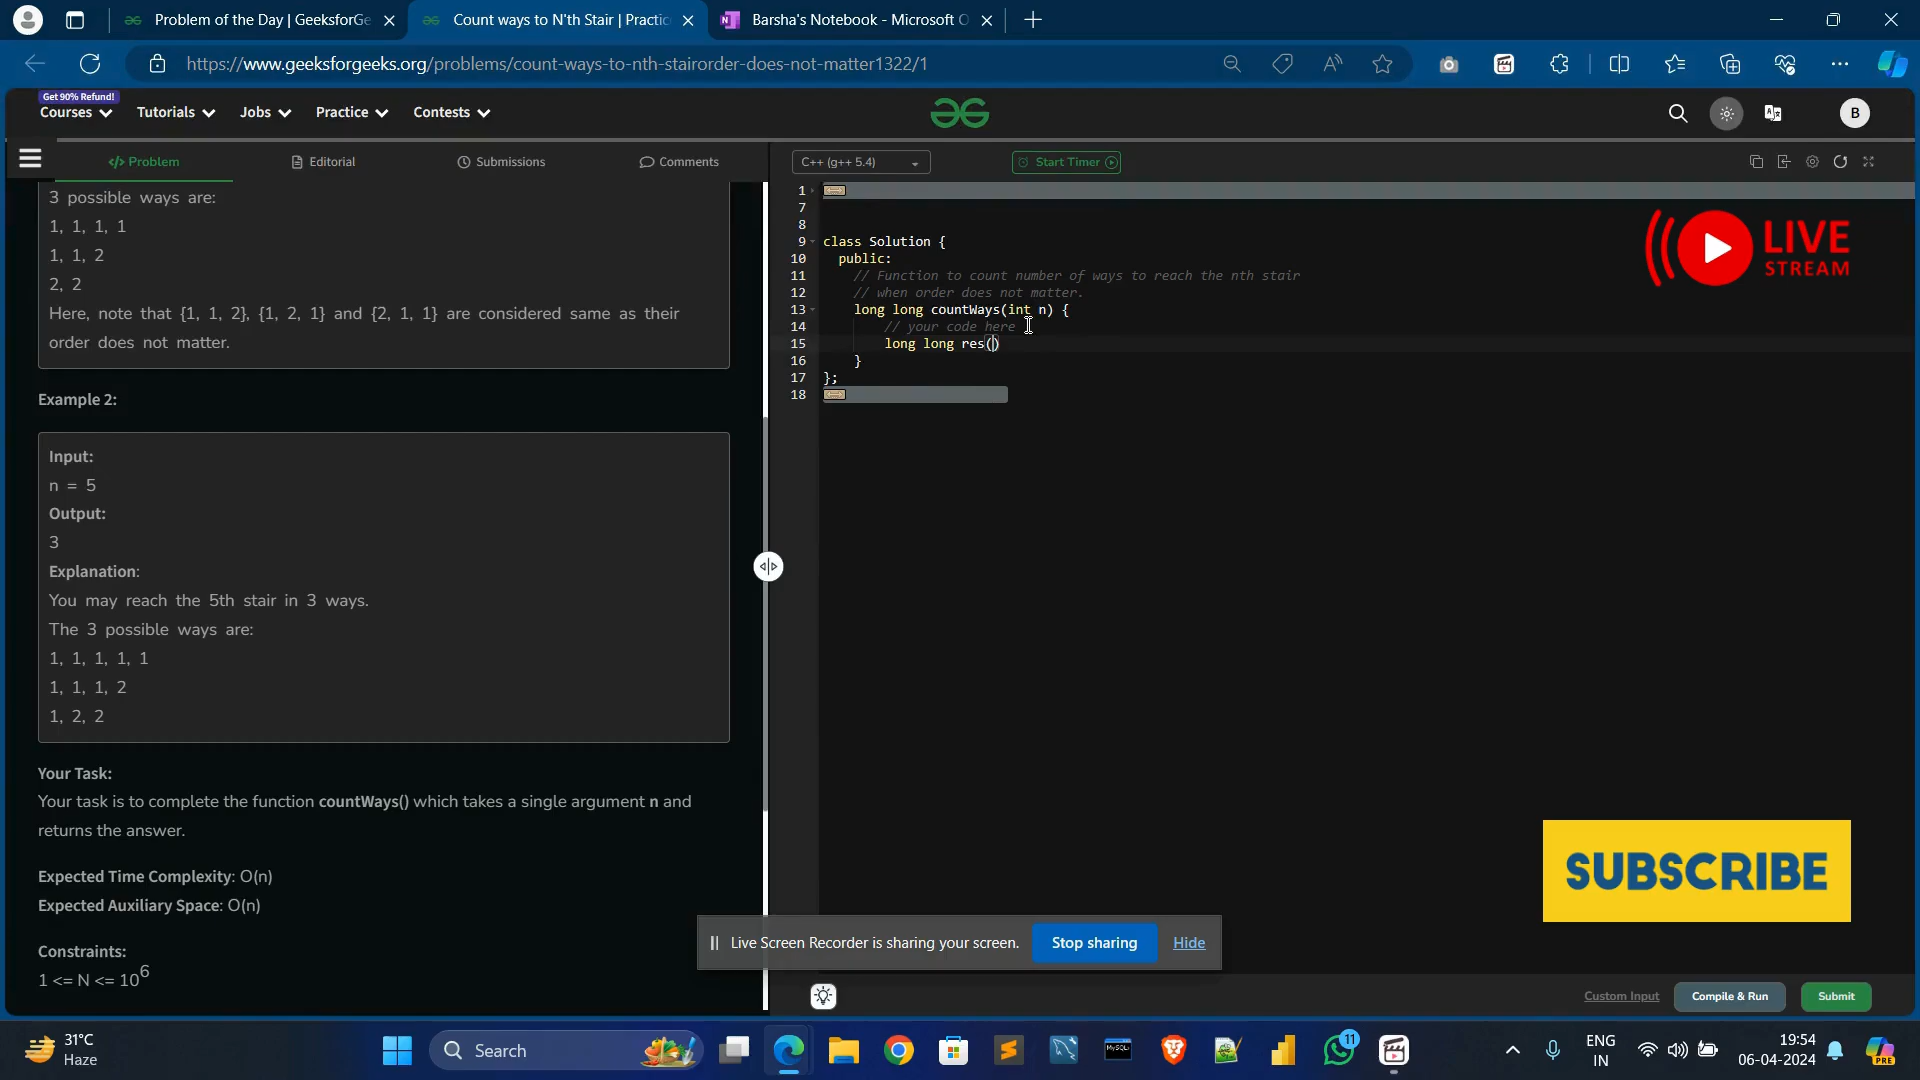 Problem of the Day | GeeksforGe
Count ways to N'th Stair | Practic
Barsha's Notebook - Microsoft O
https://www.geeksforgeeks.org/problems/count-ways-to-nth-stairorder-does-not-matter1322/1
Get 90% Refund!
Courses
Tutorials
Jobs
Practice
Contests
B
Problem
Editorial
Submissions
Comments
3 possible ways are:
1, 1, 1, 1
1, 1, 2
2, 2
Here, note that {1, 1, 2}, {1, 2, 1} and {2, 1, 1} are considered same as their
order does not matter.
Example 2:
Input:
n = 5
Output:
3
Explanation:
You may reach the 5th stair in 3 ways.
The 3 possible ways are:
1, 1, 1, 1, 1
1, 1, 1, 2
1, 2, 2
Your Task:
Your task is to complete the function countWays() which takes a single argument n and
returns the answer.
Expected Time Complexity: O(n)
Expected Auxiliary Space: O(n)
Constraints:
1 <= N <= 10^6
C++ (g++ 5.4)
Start Timer
1
7
8
9 class Solution {
10 public:
11 // Function to count number of ways to reach the nth stair
12 // when order does not matter.
13 long long countWays(int n) {
14 // your code here
15 long long res()
16 }
17 };
18
LIVE
STREAM
SUBSCRIBE
Live Screen Recorder is sharing your screen.
Stop sharing
Hide
Custom Input
Compile & Run
Submit
31°C
Haze
Search
MySQL
11
ENG
IN
19:54
06-04-2024
PRE